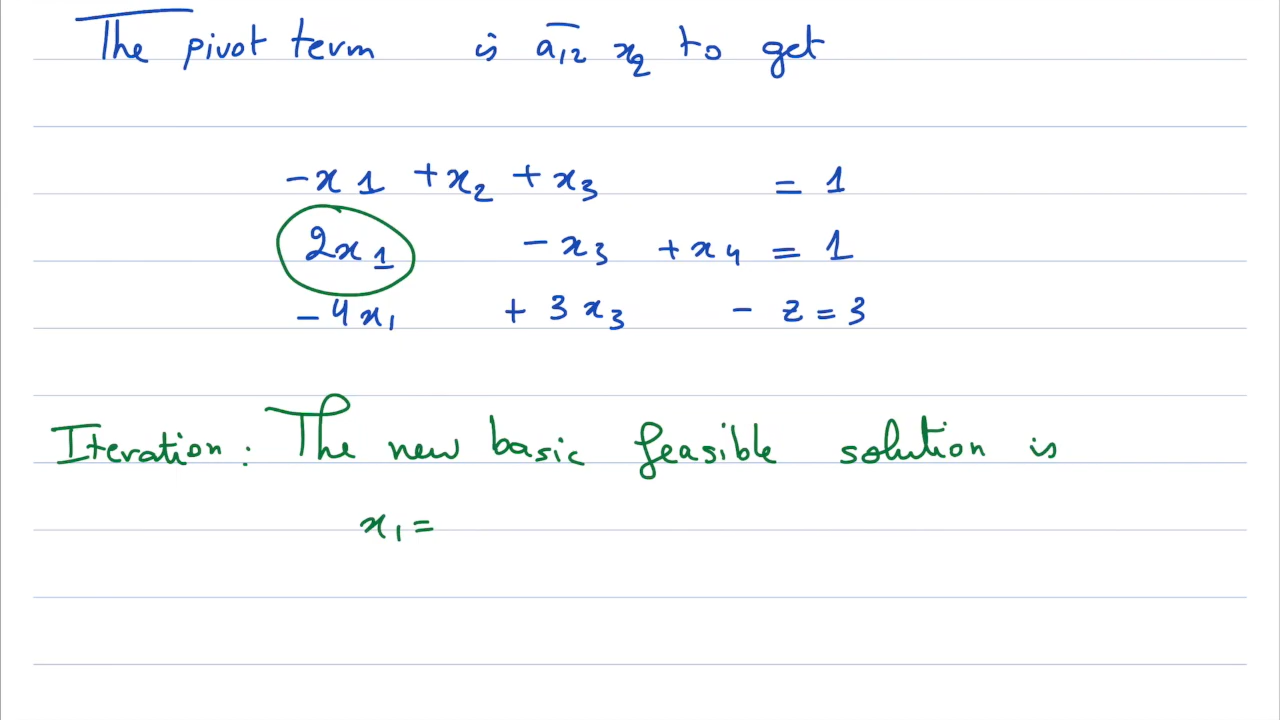 The pivot term is a̅₁₂ x₂ to get
-x1 +x₂ +x₃ = 1
2x1 -x₃ +x₄ = 1
-4x₁ + 3x₃ - z = 3
Iteration: The new basic feasible solution is
x₁ =